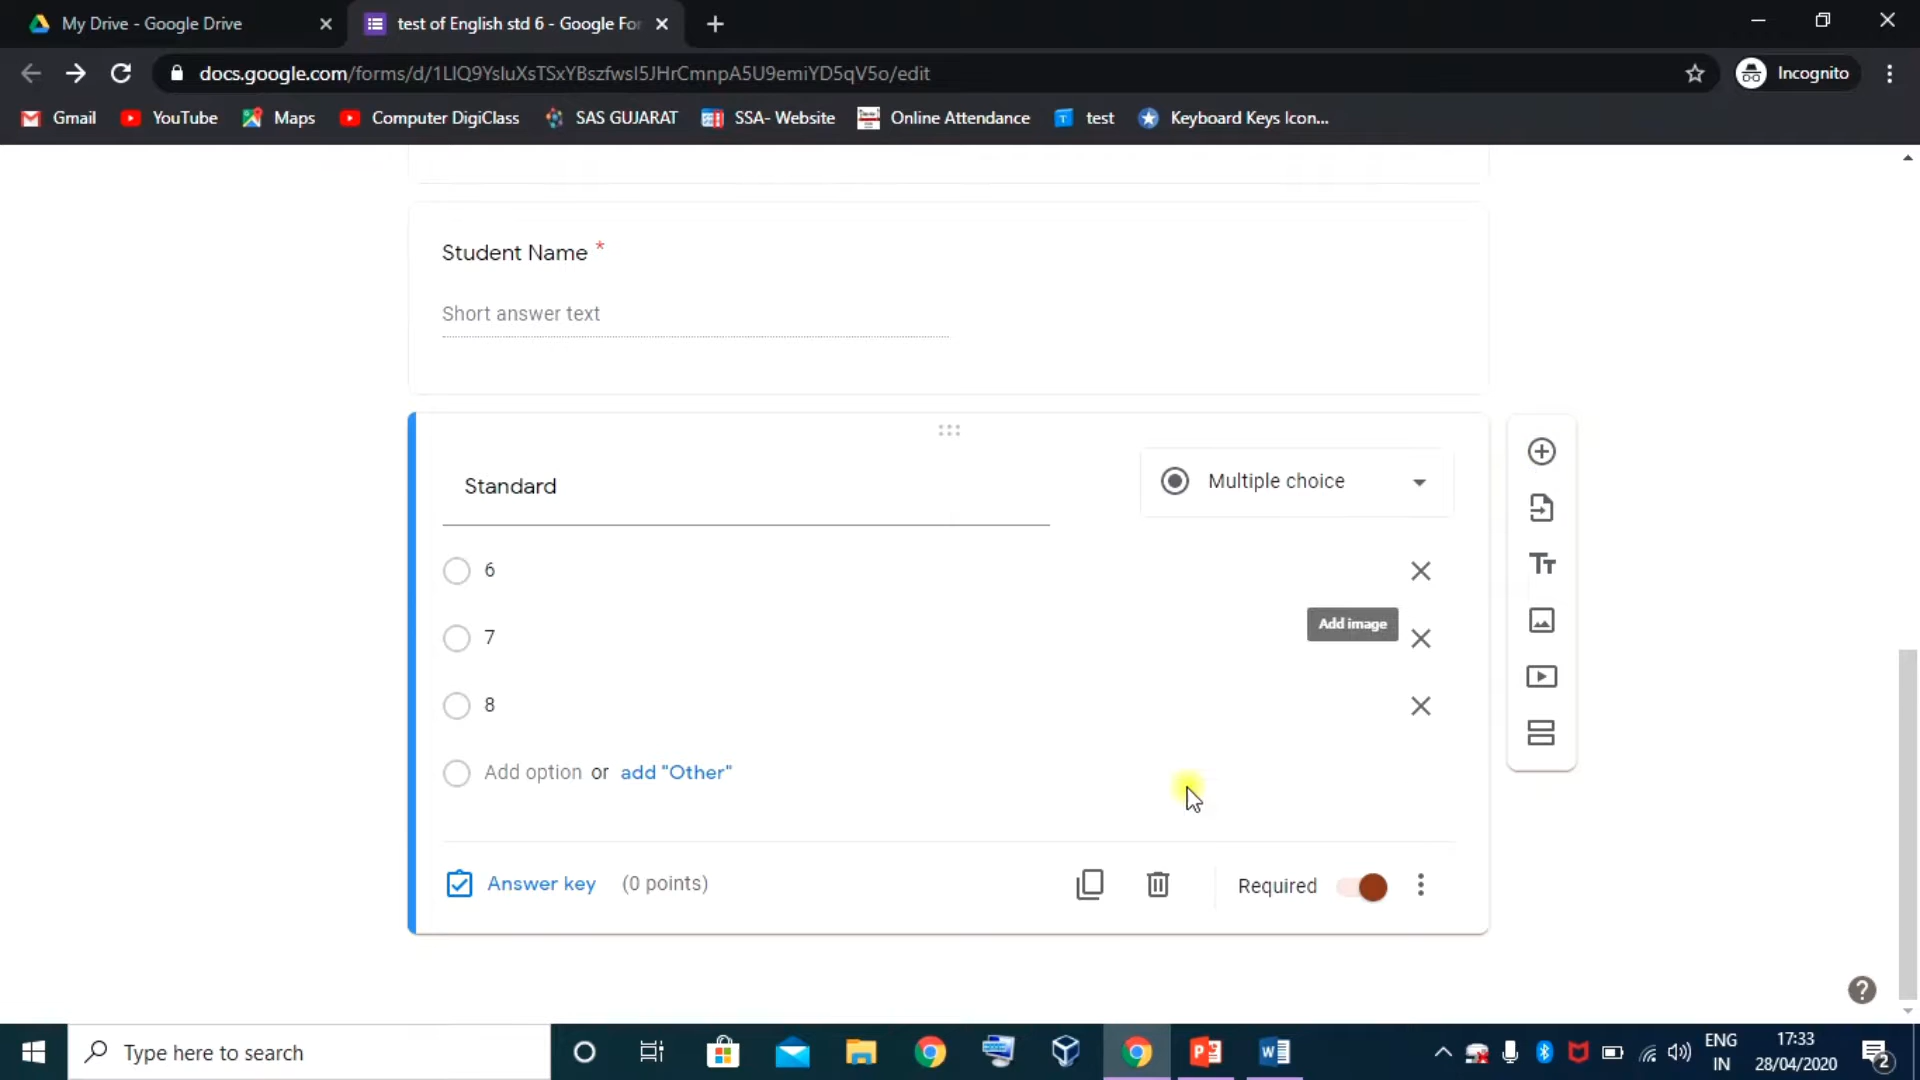 My Drive - Google Drive
test of English std 6 - Google For
docs.google.com/forms/d/1LlQ9YsluXsTSxYBszfwsl5JHrCmnpA5U9emiYD5qV5o/edit
Incognito
Gmail
YouTube
Maps
Computer DigiClass
SAS GUJARAT
SSA- Website
Online Attendance
test
Keyboard Keys Icon...
Student Name *
Short answer text
Standard
Multiple choice
6
Add image
7
8
Add option or add "Other"
Answer key (0 points)
Required
Type here to search
ENG
IN
17:33
28/04/2020
2